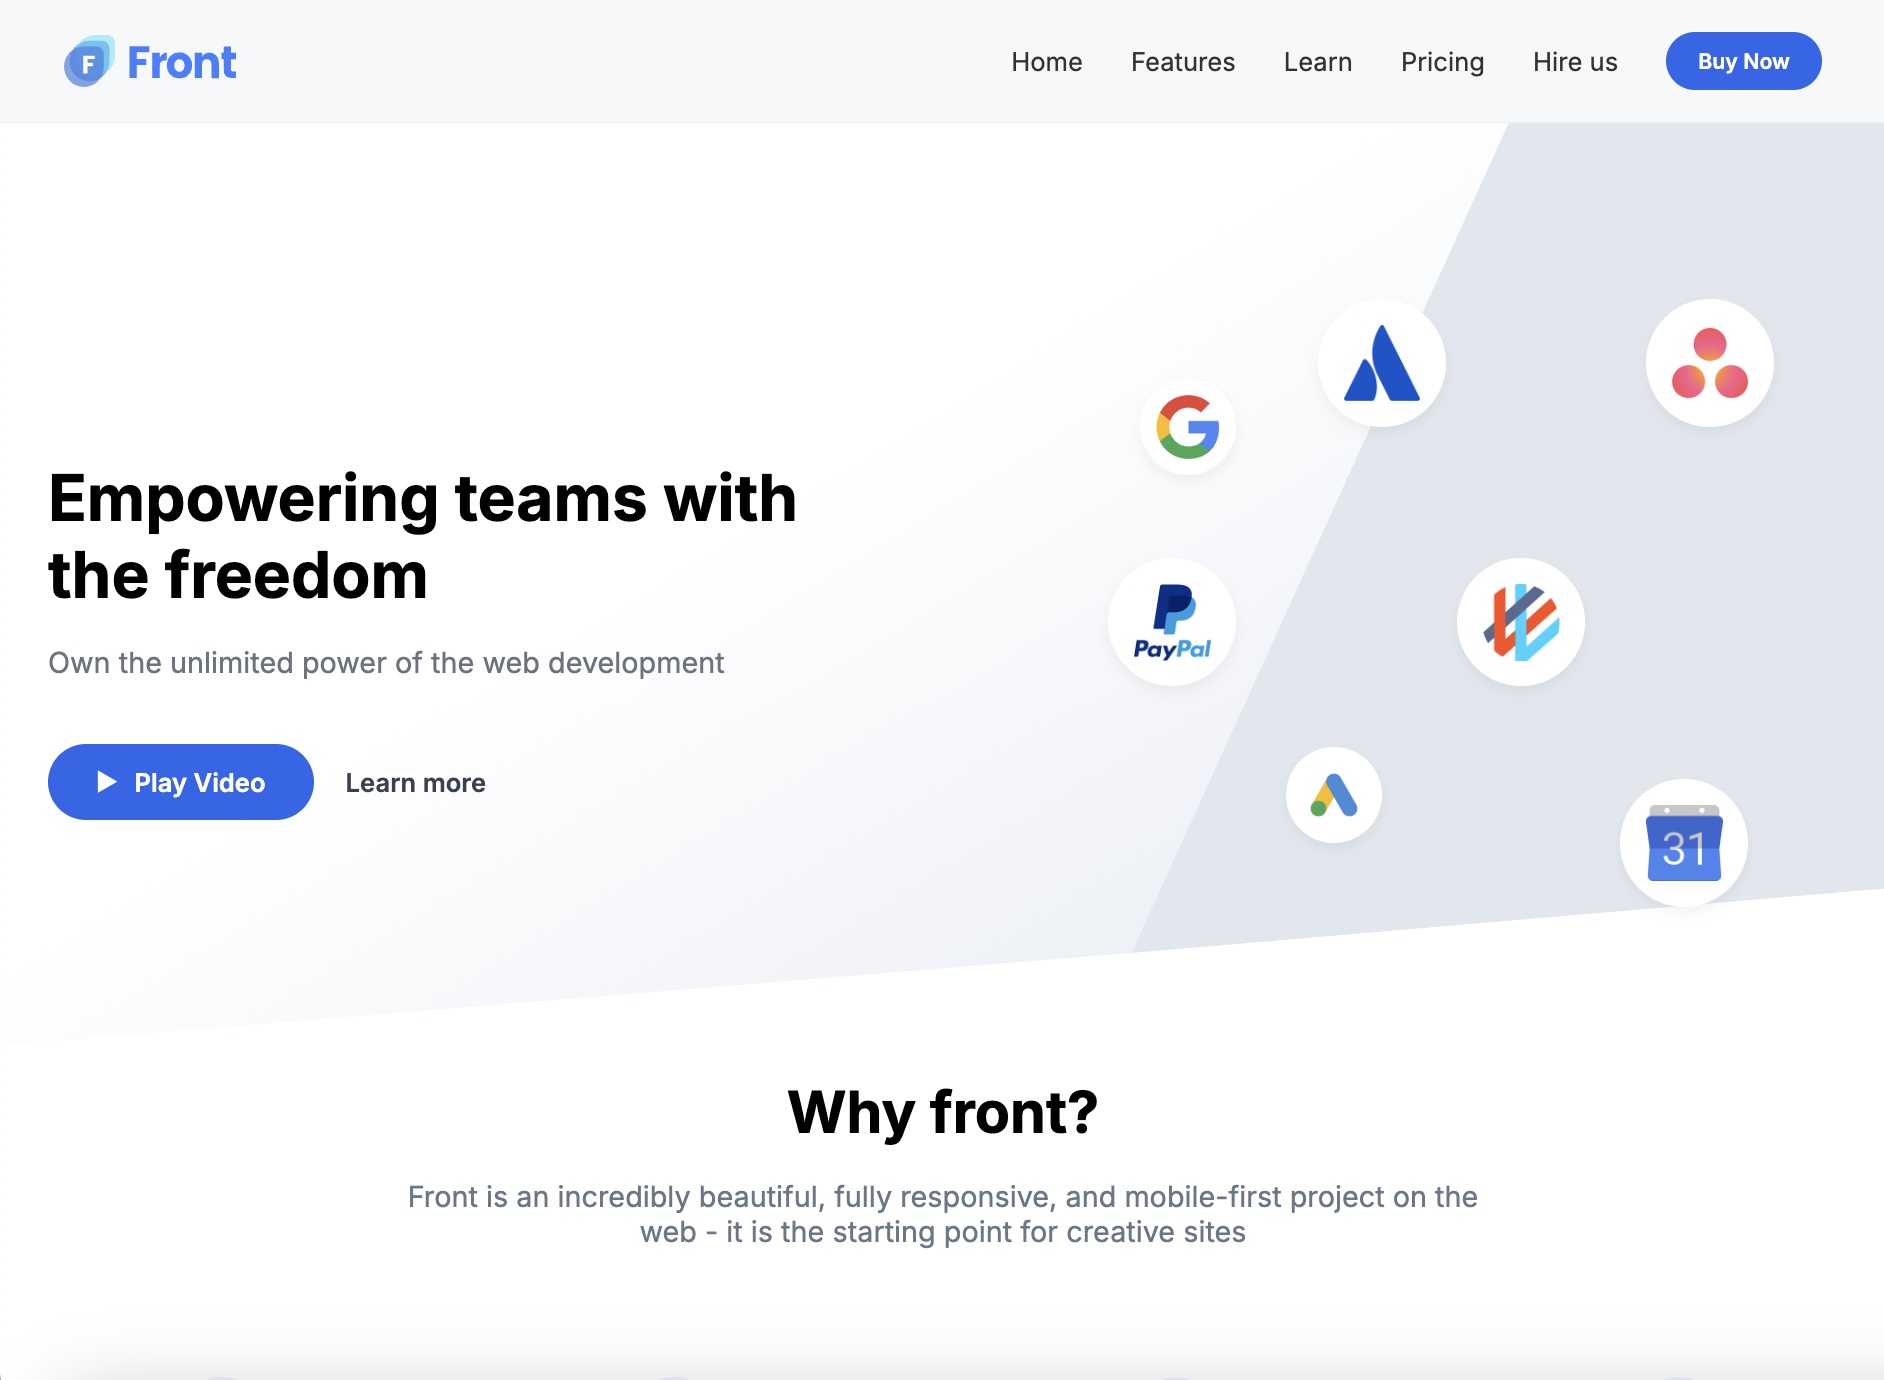 F Front
Home Features Learn Pricing Hire us Buy Now
Empowering teams with
the freedom
Own the unlimited power of the web development
Play Video Learn more
G
PayPal
31
Why front?
Front is an incredibly beautiful, fully responsive, and mobile-first project on the
web - it is the starting point for creative sites